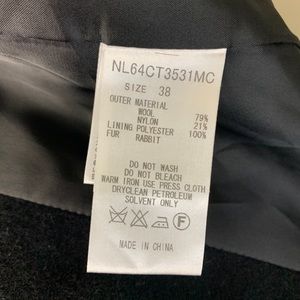 NL64CT3531MC
SIZE 38
OUTER MATERIAL
WOOL 79%
NYLON 21%
LINING POLYESTER 100%
FUR RABBIT
DO NOT WASH
DO NOT BLEACH
WARM IRON USE PRESS CLOTH
DRYCLEAN PETROLEUM
SOLVENT ONLY
F
MADE IN CHINA